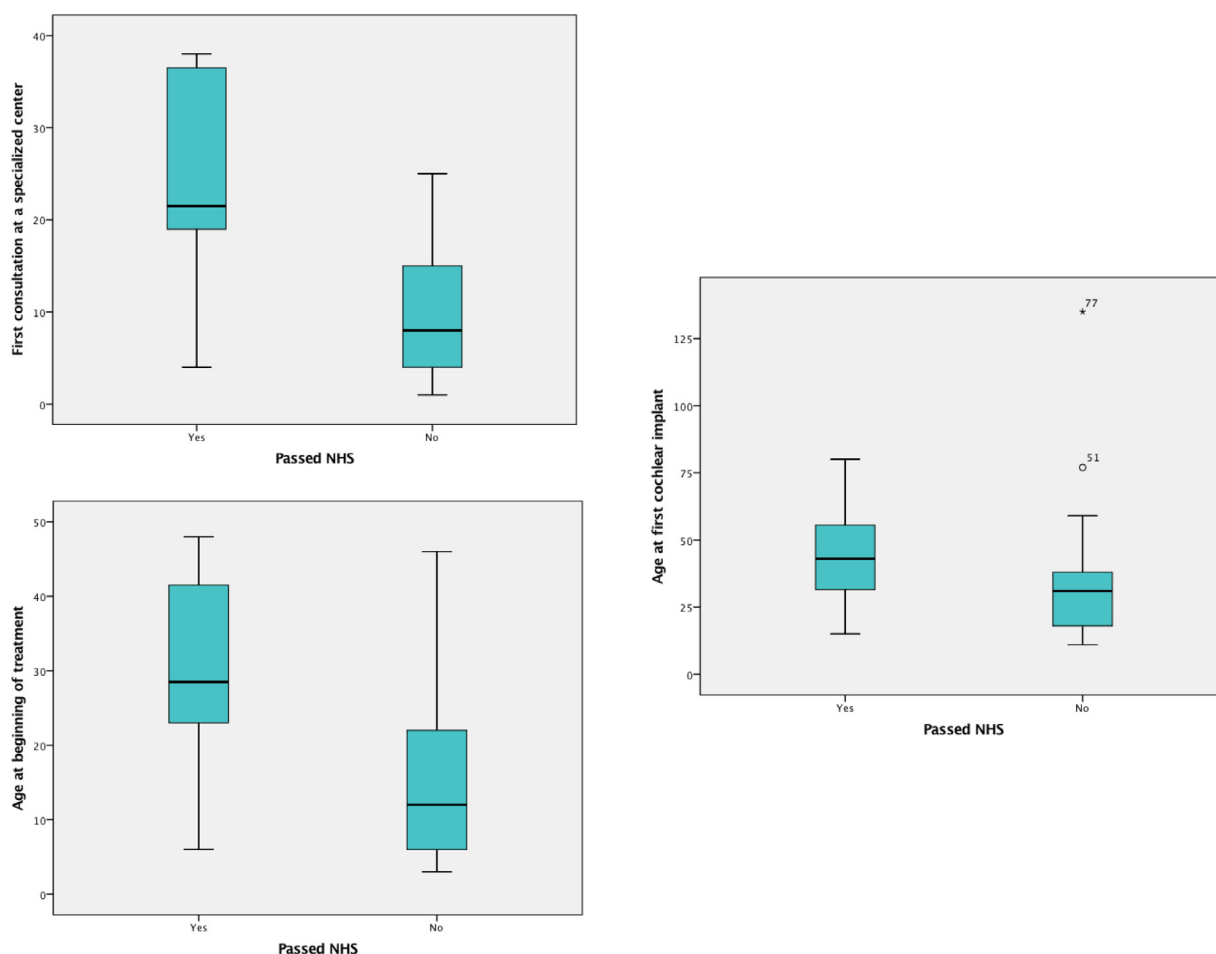 First consultation at a specialized center
40
30
20
10
0
Yes
No
Passed NHS
Age at beginning of treatment
50
40
30
20
10
0
Yes
No
Passed NHS
Age at first cochlear implant
125
100
75
50
25
0
*77
51
Yes
No
Passed NHS